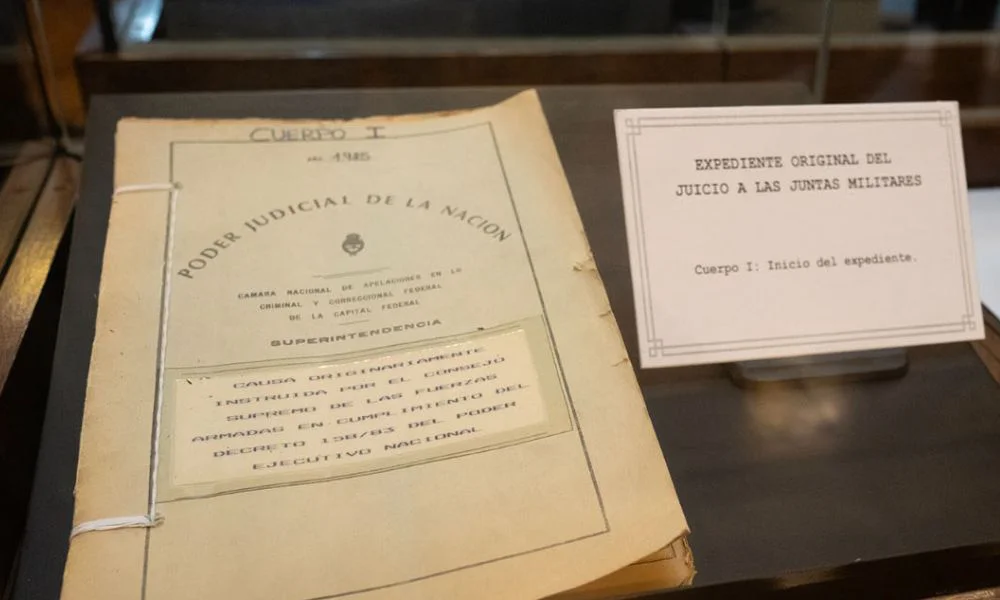 CUERPO I
AÑO 1985
PODER JUDICIAL DE LA NACION
CAMARA NACIONAL DE APELACIONES EN LO
CRIMINAL Y CORRECCIONAL FEDERAL
DE LA CAPITAL FEDERAL
SUPERINTENDENCIA
" CAUSA ORIGINARIAMENTE
INSTRUIDA POR EL CONSEJO
SUPREMO DE LAS FUERZAS
ARMADAS EN CUMPLIMIENTO DEL
DECRETO 158/83 DEL PODER
EJECUTIVO NACIONAL
EXPEDIENTE ORIGINAL DEL
JUICIO A LAS JUNTAS MILITARES
Cuerpo I: Inicio del expediente.